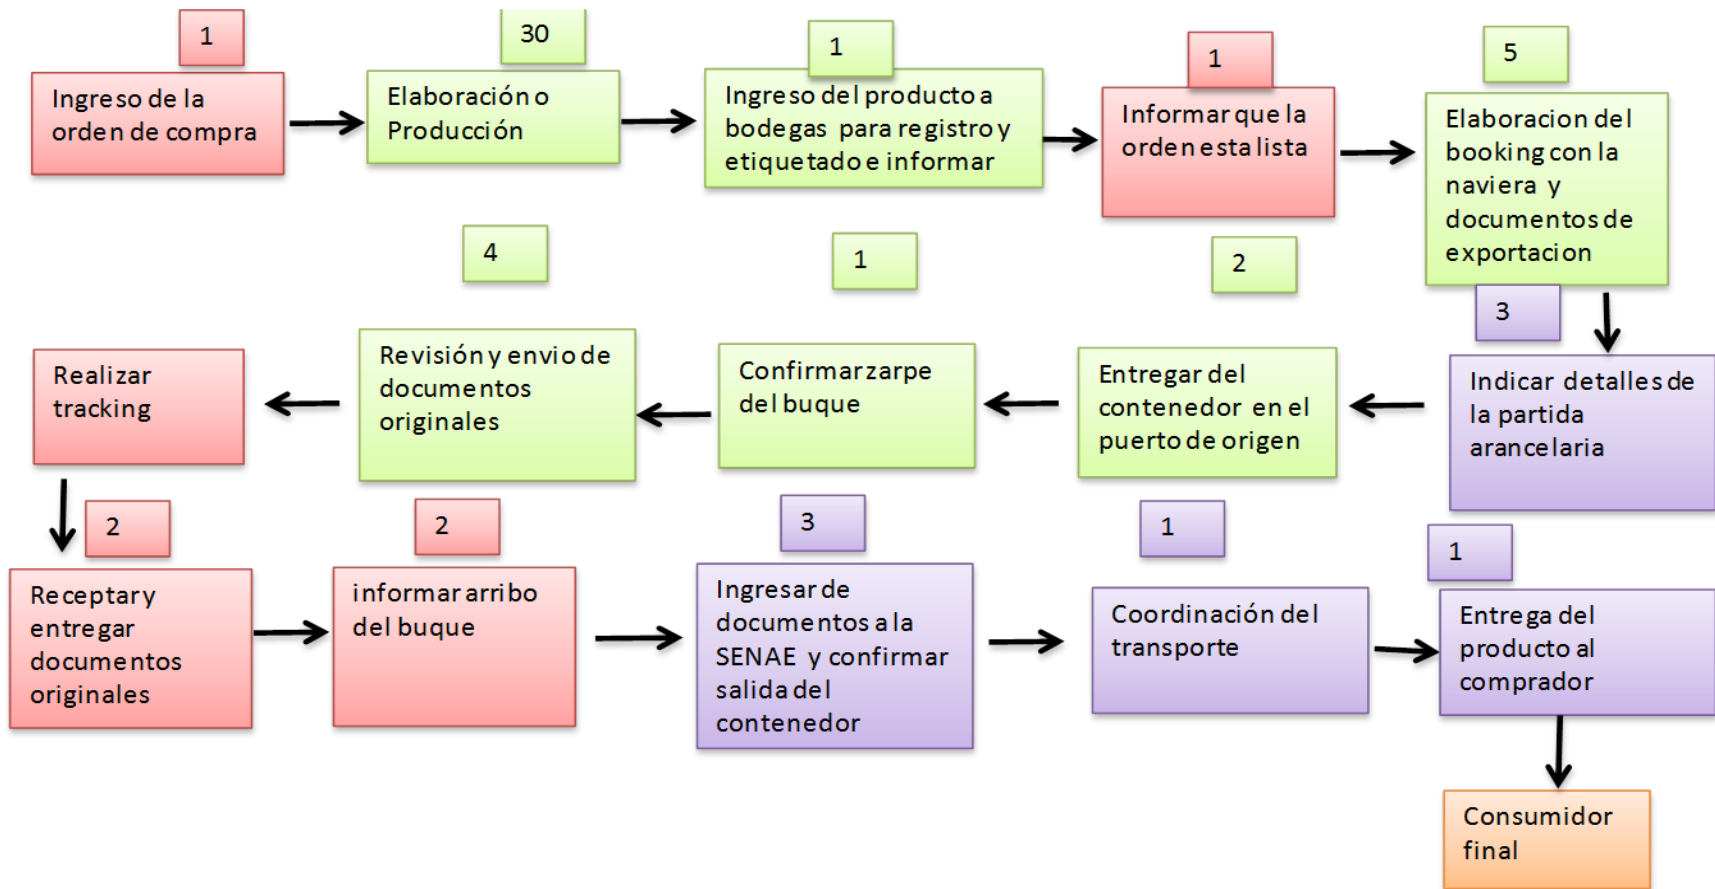 1
Ingreso de la
orden de compra
30
Elaboración o
Producción
1
Ingreso del producto a
bodegas para registro y
etiquetado e informar
1
Informar que la
orden esta lista
5
Elaboracion del
booking con la
naviera y
documentos de
exportacion
3
Indicar detalles de
la partida
arancelaria
2
Entregar del
contenedor en el
puerto de origen
1
Confirmar zarpe
del buque
4
Revisión y envio de
documentos
originales
Realizar
tracking
2
Receptar y
entregar
documentos
originales
2
informar arribo
del buque
3
Ingresar de
documentos a la
SENAE y confirmar
salida del
contenedor
1
Coordinación del
transporte
1
Entrega del
producto al
comprador
Consumidor
final